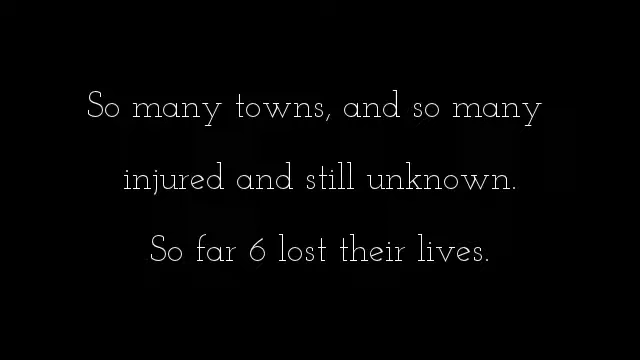 So many towns, and so many
injured and still unknown.
So far 6 lost their lives.